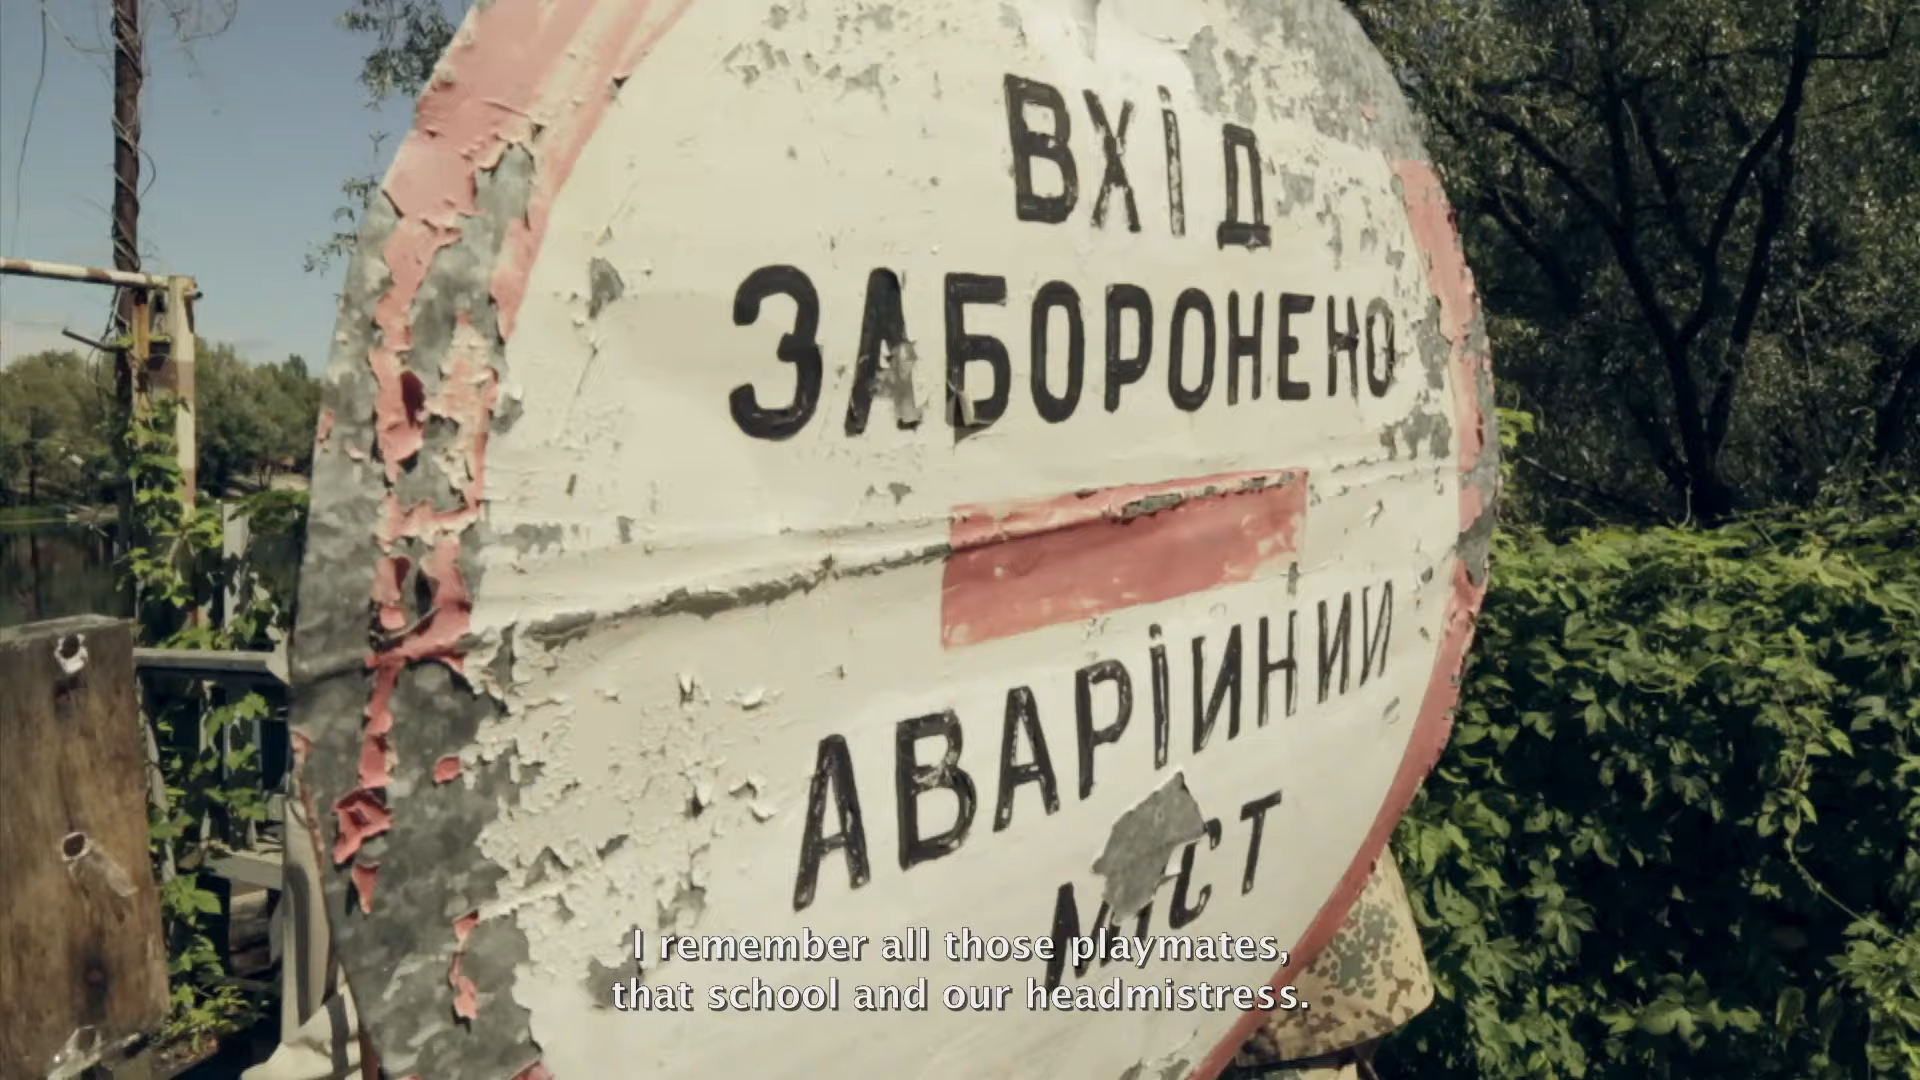 ВХІД
ЗАБОРОНЕНО
АВАРІЙНИЙ
МІСТ
I remember all those playmates,
that school and our headmistress.